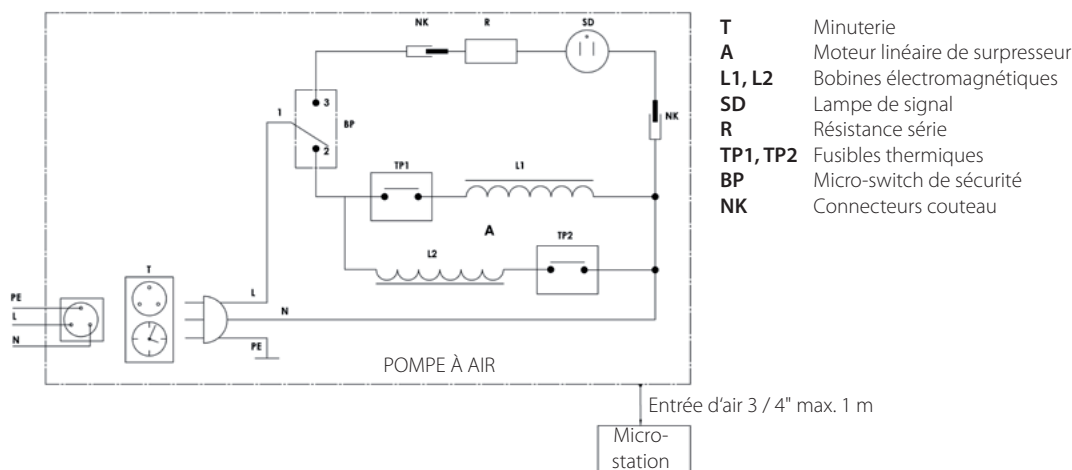 NK R SD
T Minuterie
A Moteur linéaire de surpresseur
L1, L2 Bobines électromagnétiques
SD Lampe de signal
R Résistance série
TP1, TP2 Fusibles thermiques
BP Micro-switch de sécurité
NK Connecteurs couteau
3
1
BP
NK
2
TP1 L1
A
L2 TP2
T
PE
L
N
L
N
PE
POMPE À AIR
Entrée d‘air 3 / 4" max. 1 m
Micro-
station